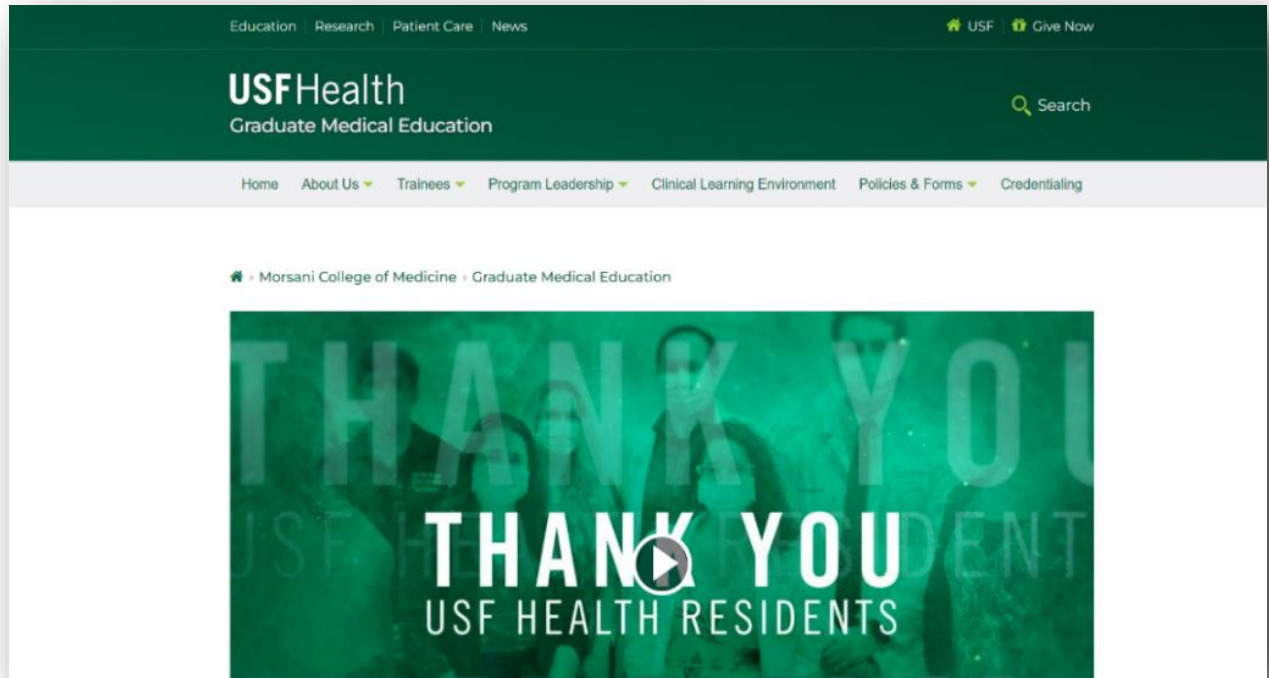 Education Research Patient Care News USF Give Now
USFHealth
Graduate Medical Education
Search
Home About Us Trainees Program Leadership Clinical Learning Environment Policies & Forms Credentialing
Morsani College of Medicine Graduate Medical Education
THANK YOU
USF HEALTH RESIDENT
THANK YOU
USF HEALTH RESIDENTS